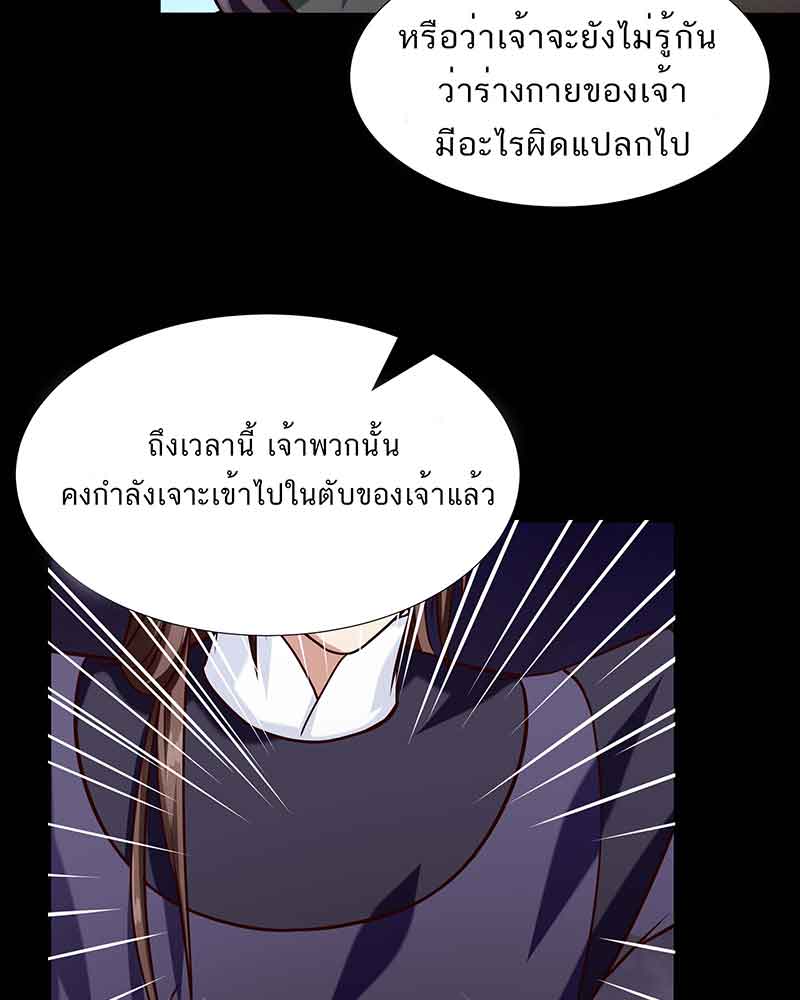 หรือว่าเจ้าจะยังไม่รู้กัน
ว่าร่างกายของเจ้า
มีอะไรผิดแปลกไป
ถึงเวลานี้ เจ้าพวกนั้น
คงกำลังเจาะเข้าไปในตับของเจ้าแล้ว